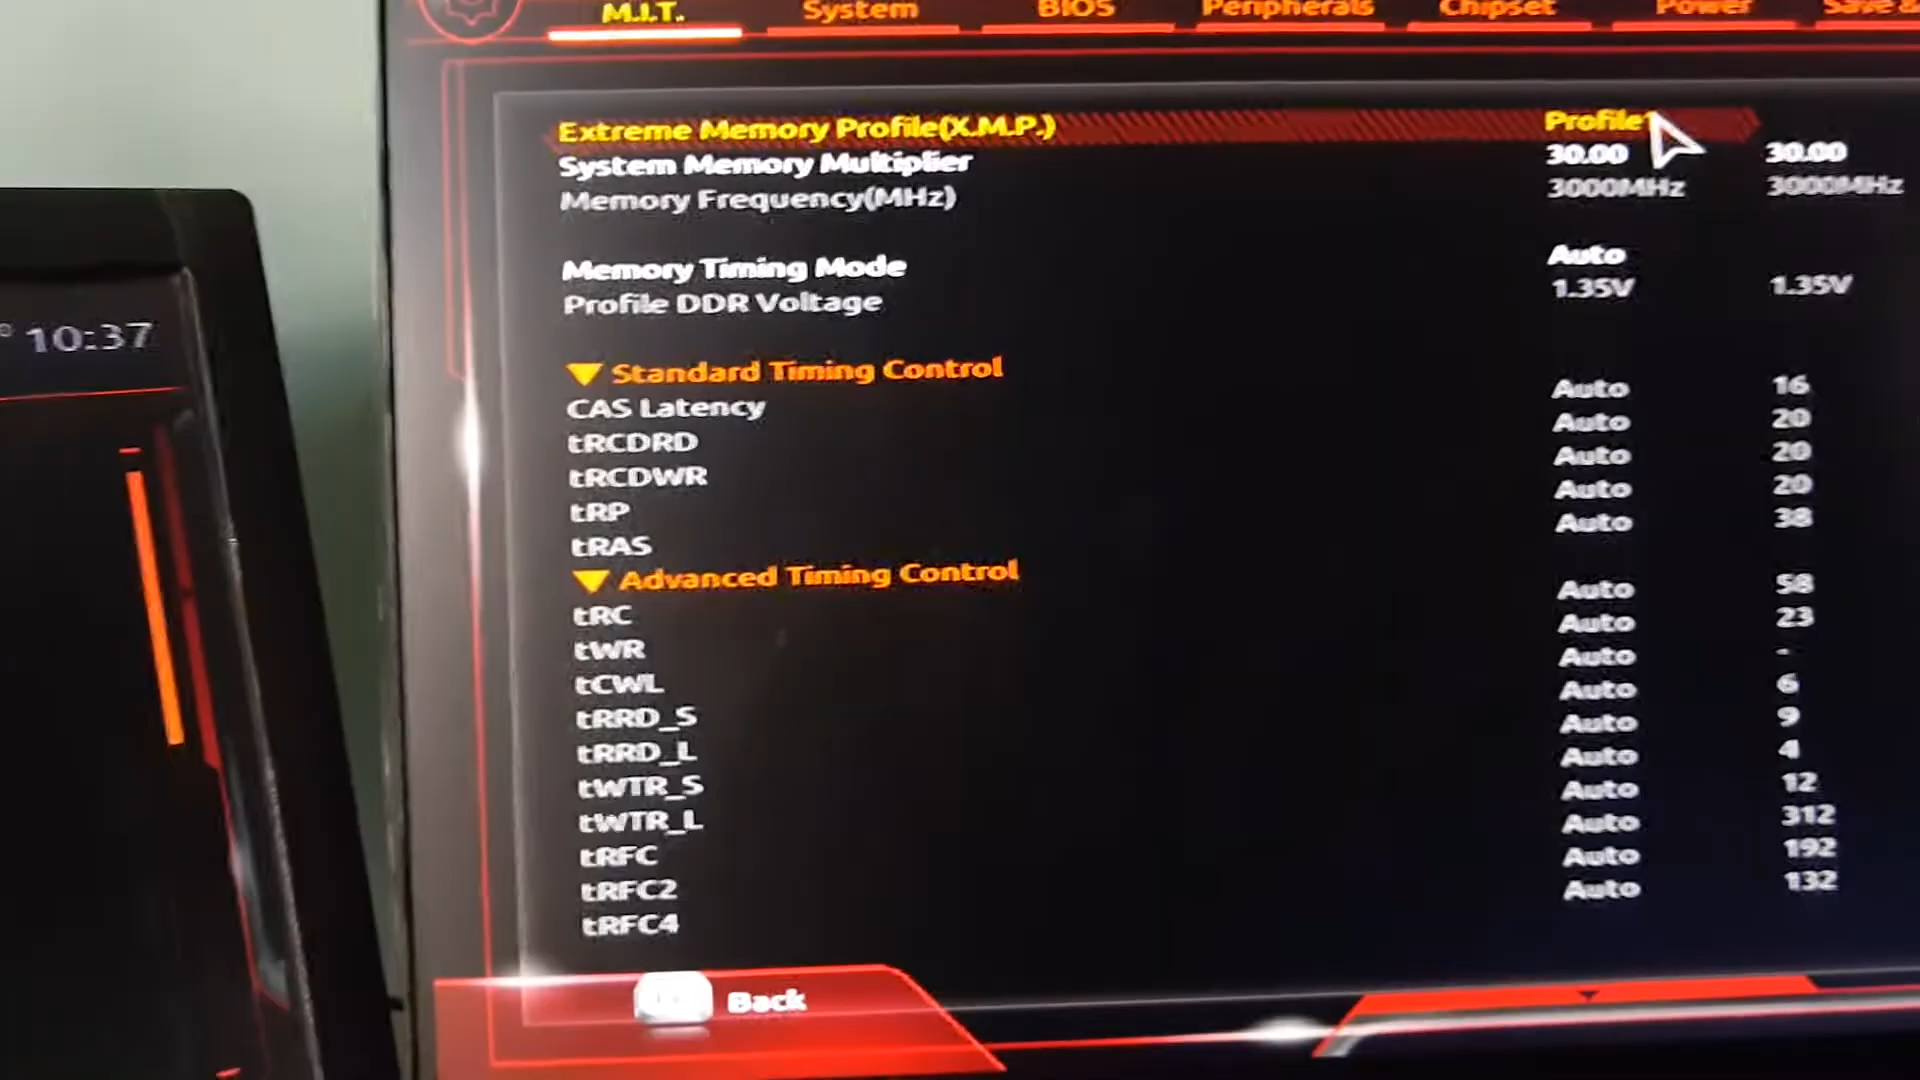 M.I.T. System BIOS Peripherals Chipset Power Save &
Extreme Memory Profile(X.M.P.) Profile1
System Memory Multiplier 30.00 30.00
Memory Frequency(MHz) 3000MHz 3000MHz
Memory Timing Mode Auto
Profile DDR Voltage 1.35V 1.35V
10:37
▼ Standard Timing Control
CAS Latency Auto 16
tRCDRD Auto 20
tRCDWR Auto 20
tRP Auto 20
tRAS Auto 38
▼ Advanced Timing Control
tRC Auto 58
tWR Auto 23
tCWL Auto -
tRRD_S Auto 6
tRRD_L Auto 9
tWTR_S Auto 4
tWTR_L Auto 12
tRFC Auto 312
tRFC2 Auto 192
tRFC4 Auto 132
Back